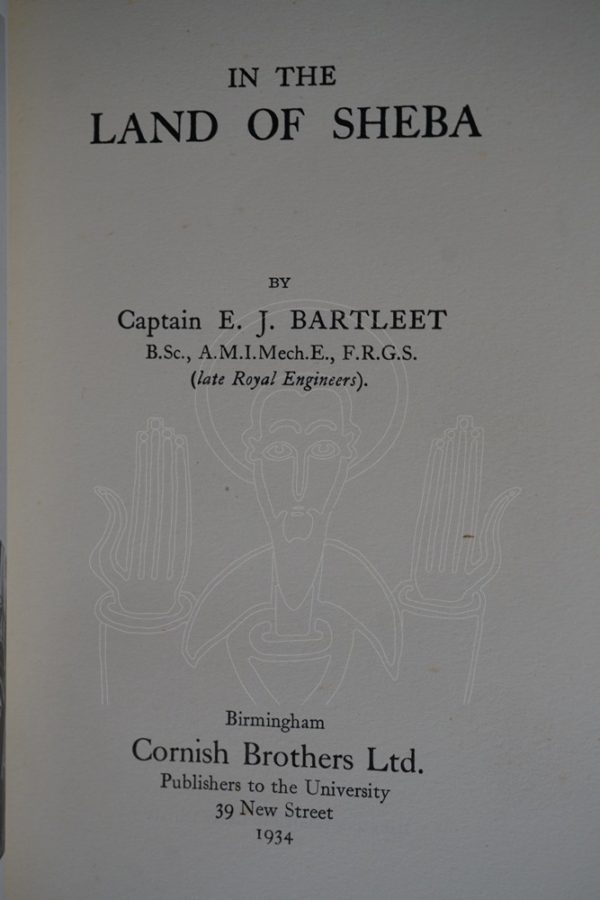 IN THE
LAND OF SHEBA
BY
Captain E. J. BARTLEET
B.Sc., A.M.I.Mech.E., F.R.G.S.
(late Royal Engineers).
Birmingham
Cornish Brothers Ltd.
Publishers to the University
39 New Street
1934